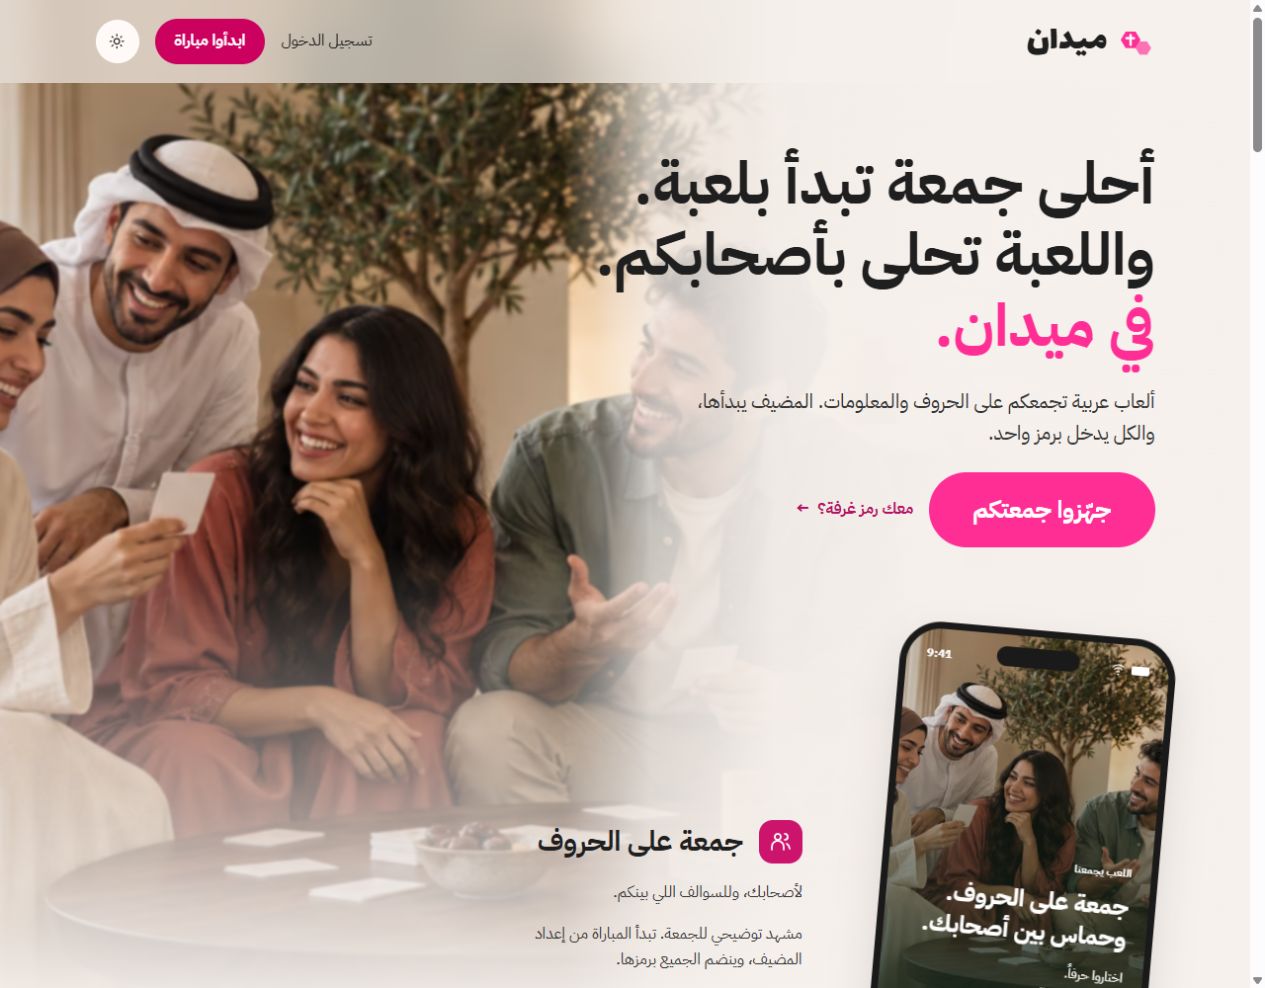 ميدان
تسجيل الدخول
ابدأوا مباراة
أحلى جمعة تبدأ بلعبة.
واللعبة تحلى بأصحابكم.
في ميدان.
ألعاب عربية تجمعكم على الحروف والمعلومات. المضيف يبدأها،
والكل يدخل برمز واحد.
جهّزوا جمعتكم
معك رمز غرفة؟ ←
9:41
اللعب يجمعنا
جمعة على الحروف.
وحماس بين أصحابك.
اختاروا حرفاً.
جمعة على الحروف
لأصحابك، وللسوالف اللي بينكم.
مشهد توضيحي للجمعة. تبدأ المباراة من إعداد
المضيف، وينضم الجميع برمزها.